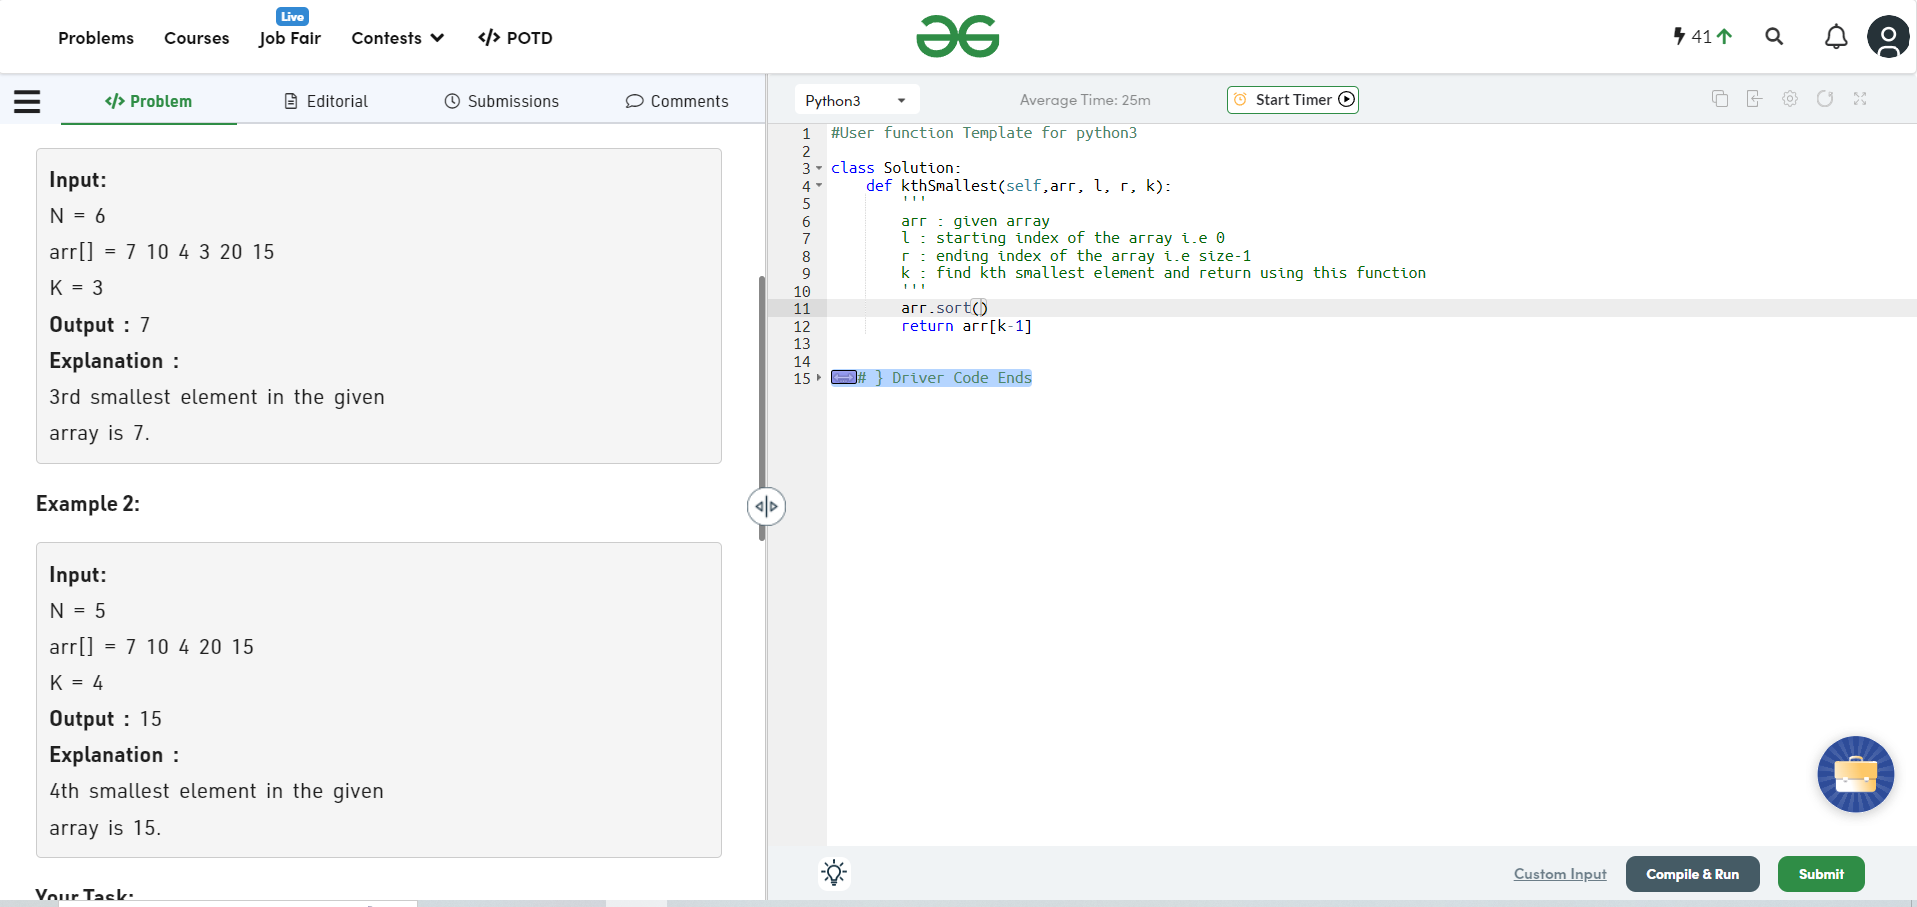 Live
Problems Courses Job Fair Contests </> POTD
41
</> Problem Editorial Submissions Comments
Python3 Average Time: 25m Start Timer
Input:
N = 6
arr[] = 7 10 4 3 20 15
K = 3
Output : 7
Explanation :
3rd smallest element in the given
array is 7.
Example 2:
Input:
N = 5
arr[] = 7 10 4 20 15
K = 4
Output : 15
Explanation :
4th smallest element in the given
array is 15.
Your Task:
1 #User function Template for python3
2
3 class Solution:
4 def kthSmallest(self,arr, l, r, k):
5 '''
6 arr : given array
7 l : starting index of the array i.e 0
8 r : ending index of the array i.e size-1
9 k : find kth smallest element and return using this function
10 '''
11 arr.sort()
12 return arr[k-1]
13
14
15 # } Driver Code Ends
Custom Input Compile & Run Submit